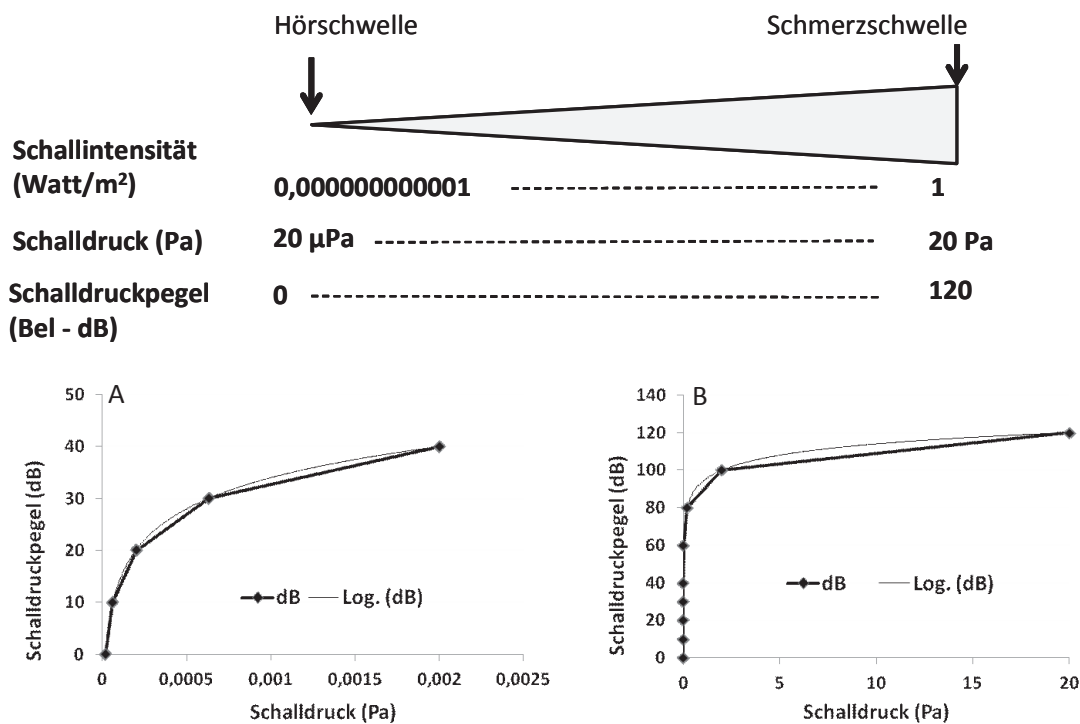 Hörschwelle
Schmerzschwelle
Schallintensität
(Watt/m²)
0,000000000001
1
Schalldruck (Pa)
20 µPa
20 Pa
Schalldruckpegel
(Bel - dB)
0
120
A
Schalldruckpegel (dB)
50
40
30
20
10
0
dB
Log. (dB)
0 0,0005 0,001 0,0015 0,002 0,0025
Schalldruck (Pa)
B
Schalldruckpegel (dB)
140
120
100
80
60
40
20
0
dB
Log. (dB)
0 5 10 15 20
Schalldruck (Pa)